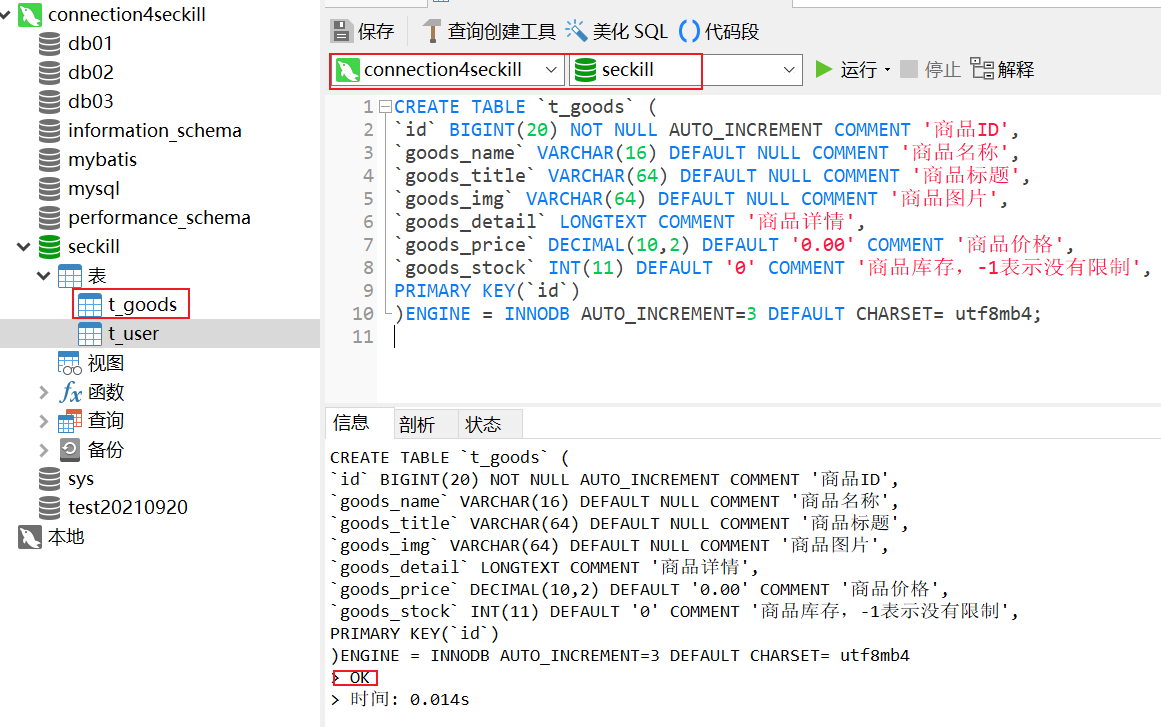 connection4seckill
db01
db02
db03
information_schema
mybatis
mysql
performance_schema
seckill
表
t_goods
t_user
视图
fx 函数
查询
备份
sys
test20210920
本地
保存 查询创建工具 美化 SQL () 代码段
connection4seckill seckill 运行 停止 解释
1 CREATE TABLE `t_goods` (
2 `id` BIGINT(20) NOT NULL AUTO_INCREMENT COMMENT '商品ID',
3 `goods_name` VARCHAR(16) DEFAULT NULL COMMENT '商品名称',
4 `goods_title` VARCHAR(64) DEFAULT NULL COMMENT '商品标题',
5 `goods_img` VARCHAR(64) DEFAULT NULL COMMENT '商品图片',
6 `goods_detail` LONGTEXT COMMENT '商品详情',
7 `goods_price` DECIMAL(10,2) DEFAULT '0.00' COMMENT '商品价格',
8 `goods_stock` INT(11) DEFAULT '0' COMMENT '商品库存，-1表示没有限制',
9 PRIMARY KEY(`id`)
10 )ENGINE = INNODB AUTO_INCREMENT=3 DEFAULT CHARSET= utf8mb4;
11
信息 剖析 状态
CREATE TABLE `t_goods` (
`id` BIGINT(20) NOT NULL AUTO_INCREMENT COMMENT '商品ID',
`goods_name` VARCHAR(16) DEFAULT NULL COMMENT '商品名称',
`goods_title` VARCHAR(64) DEFAULT NULL COMMENT '商品标题',
`goods_img` VARCHAR(64) DEFAULT NULL COMMENT '商品图片',
`goods_detail` LONGTEXT COMMENT '商品详情',
`goods_price` DECIMAL(10,2) DEFAULT '0.00' COMMENT '商品价格',
`goods_stock` INT(11) DEFAULT '0' COMMENT '商品库存，-1表示没有限制',
PRIMARY KEY(`id`)
)ENGINE = INNODB AUTO_INCREMENT=3 DEFAULT CHARSET= utf8mb4
> OK
> 时间: 0.014s